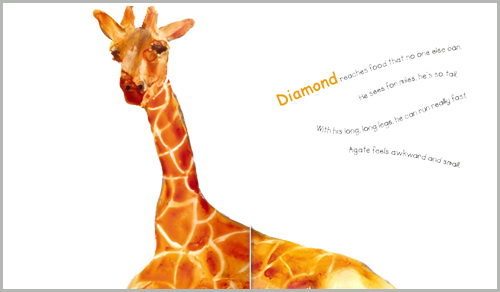 Diamond reaches food that no one else can.
He sees for miles, he's so tall.
With his long, long legs, he can run really fast.
Agate feels awkward and small.